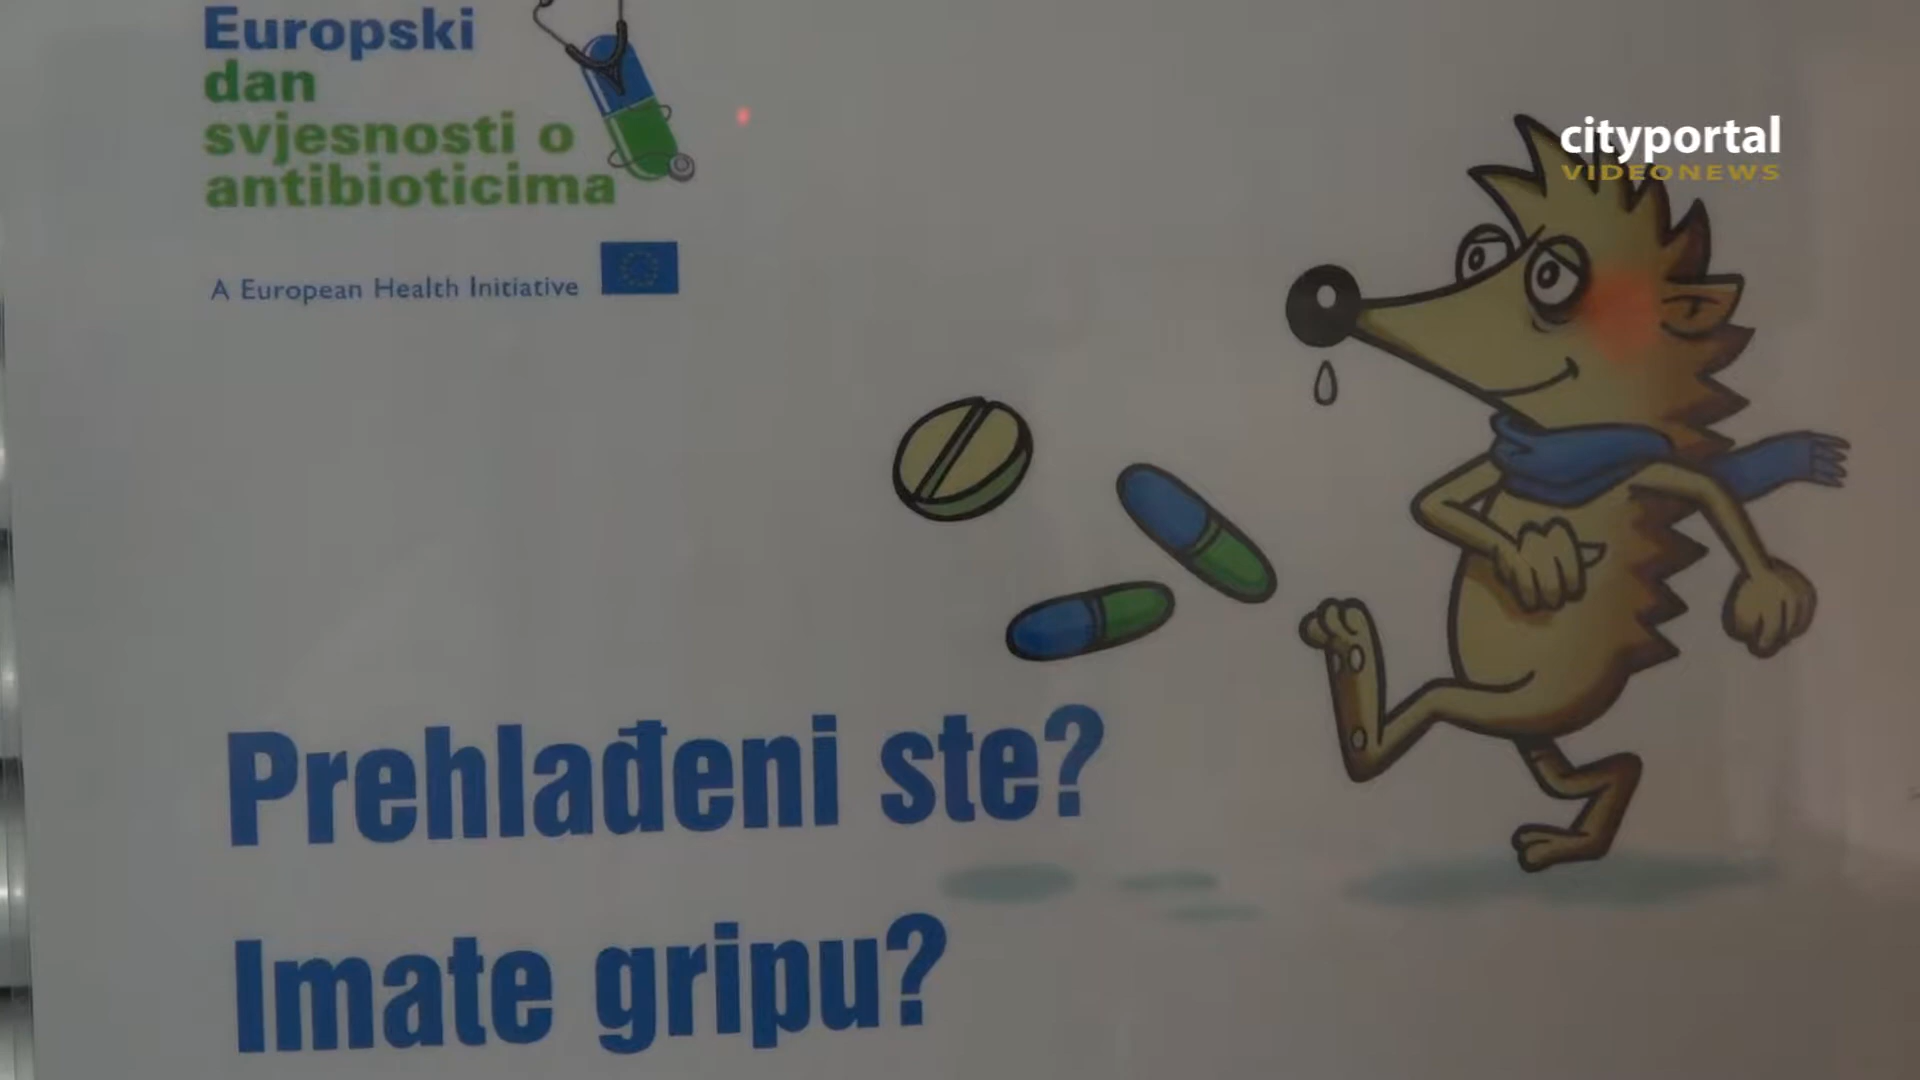 Europski
dan
svjesnosti o
antibioticima
A European Health Initiative
cityportal
VIDEONEWS
Prehlađeni ste?
Imate gripu?